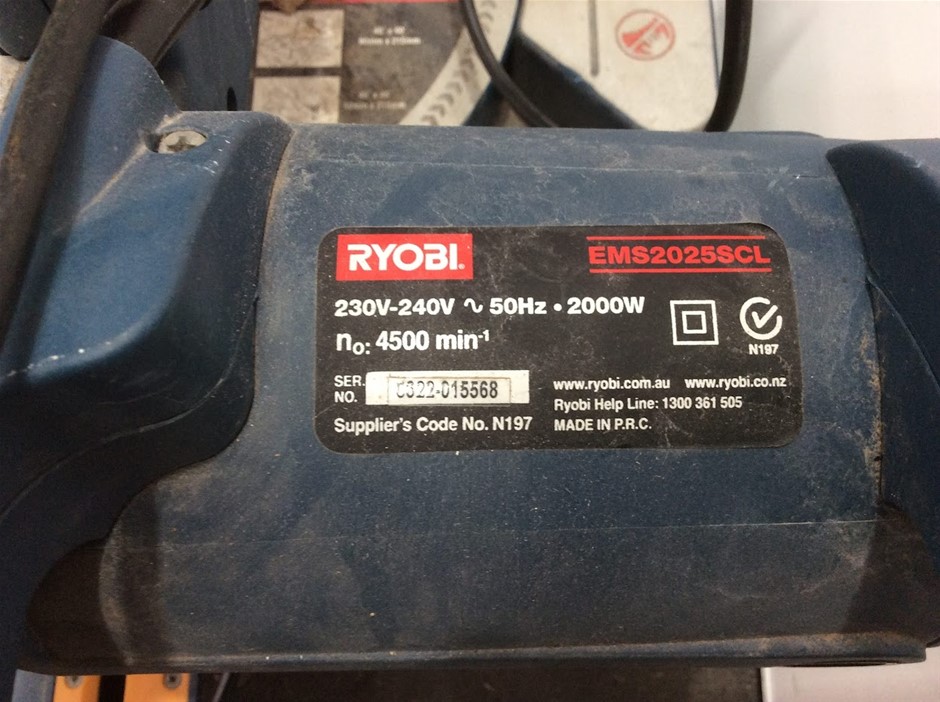 RYOBI.
EMS2025SCL
230V-240V ∿ 50Hz • 2000W
n₀: 4500 min⁻¹
N197
SER. NO. 0322-015568
www.ryobi.com.au www.ryobi.co.nz
Ryobi Help Line: 1300 361 505
Supplier's Code No. N197
MADE IN P.R.C.